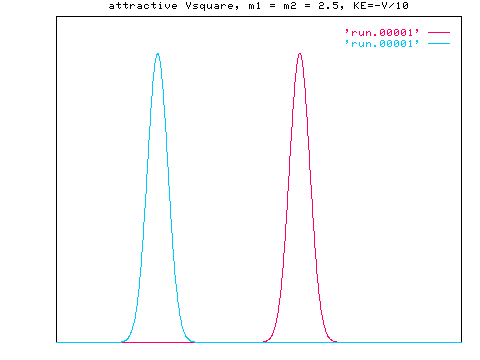 attractive Vsquare, m1 = m2 = 2.5, KE=-V/10
'run.00001'
'run.00001'